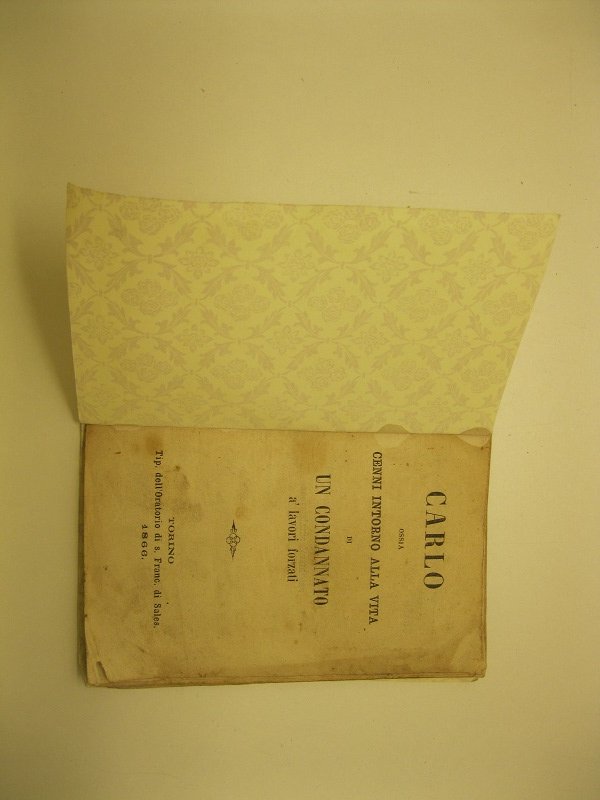 CARLO
OSSIA
CENNI INTORNO ALLA VITA
DI
UN CONDANNATO
a' lavori forzati
TORINO
Tip. dell'Oratorio di s. Franc. di Sales.
1866.